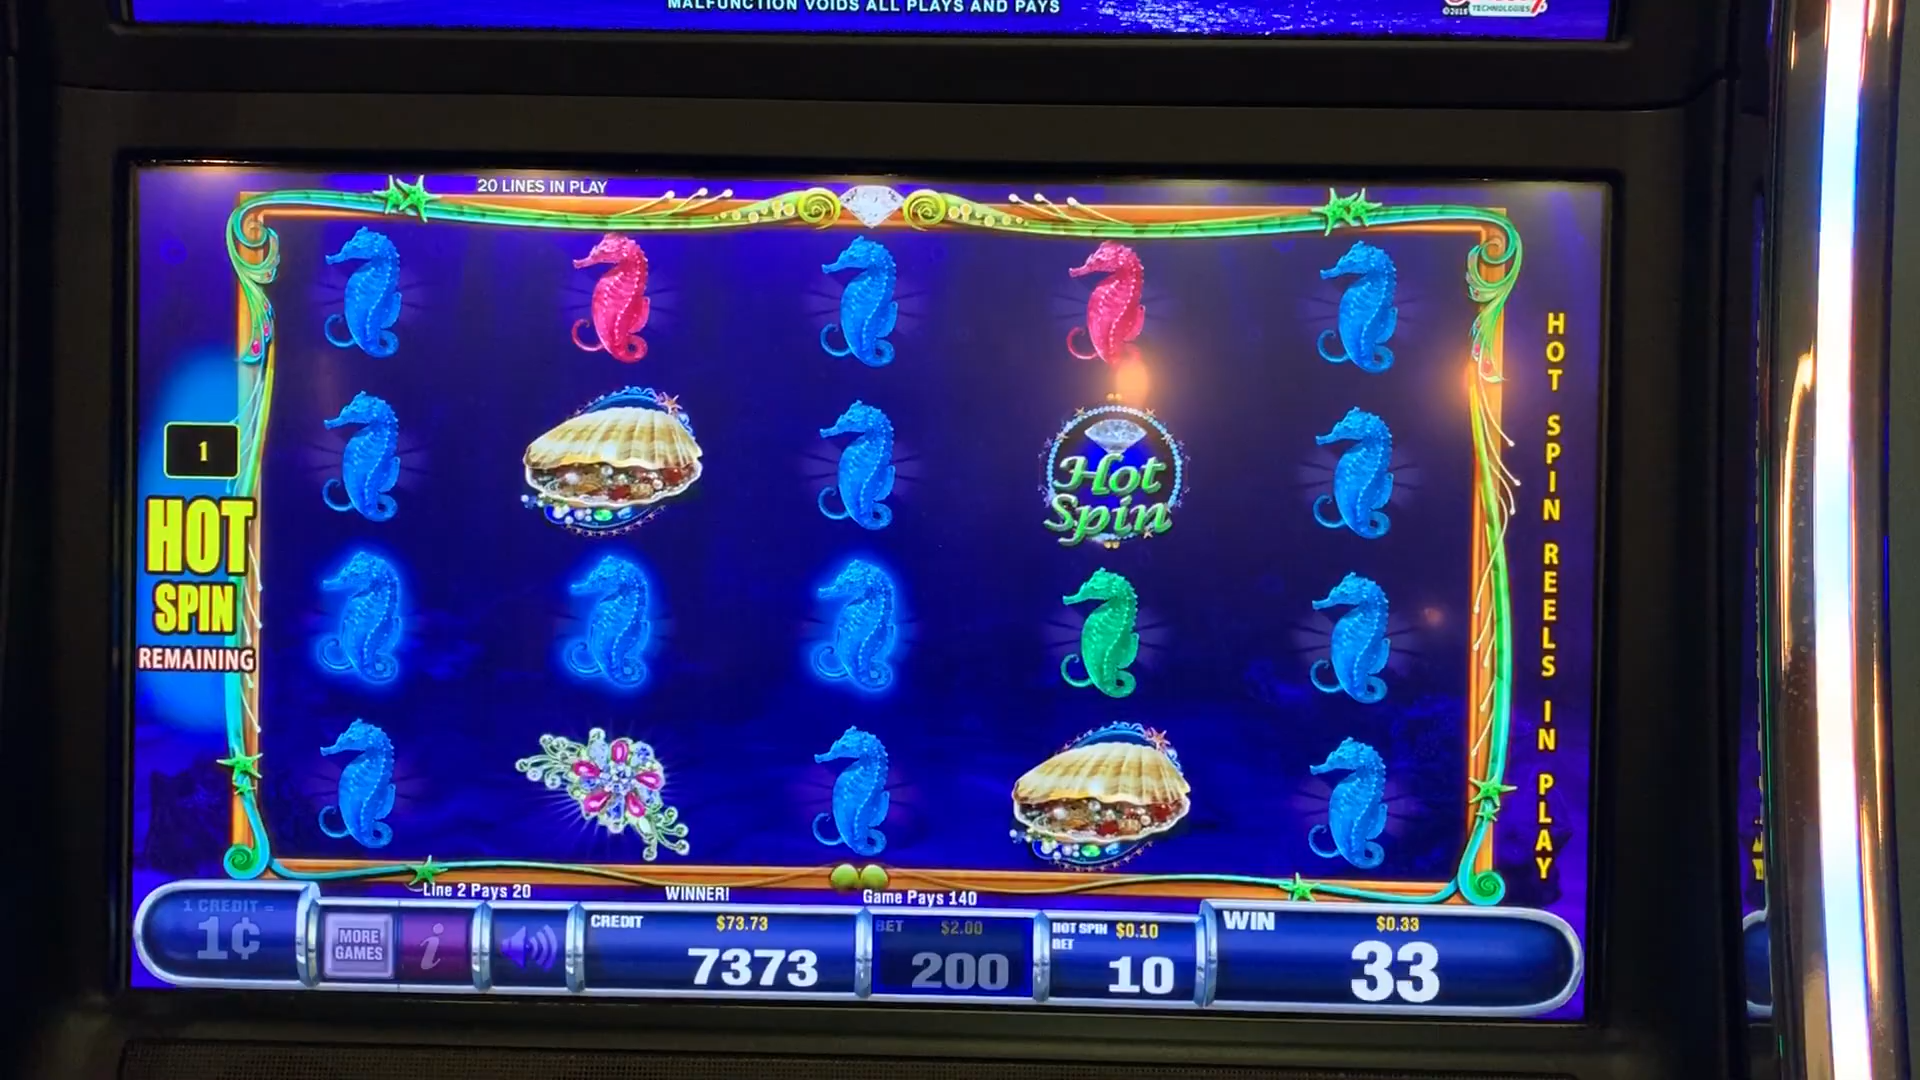 MALFUNCTION VOIDS ALL PLAYS AND PAYS
©2015 TECHNOLOGIES
20 LINES IN PLAY
1
HOT
SPIN
REMAINING
Hot
Spin
HOT SPIN REELS IN PLAY
Line 2 Pays 20
WINNER!
Game Pays 140
1 CREDIT =
1¢
MORE
GAMES
i
CREDIT $73.73
7373
BET $2.00
200
HOT SPIN $0.10
BET
10
WIN $0.33
33